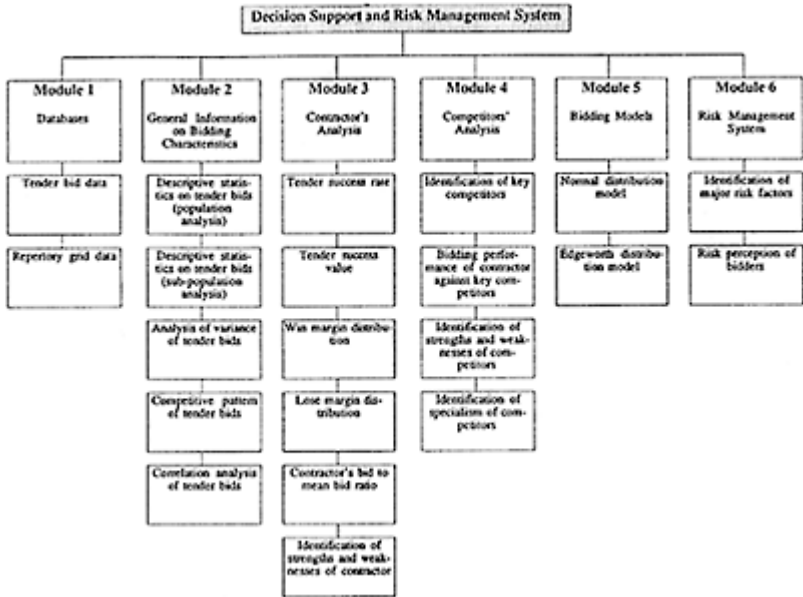 Decision Support and Risk Management System
Module 1
Databases
Tender bid data
Repertory grid data
Module 2
General Information
on Bidding
Characteristics
Descriptive statis-
tics on tender bids
(population
analysis)
Descriptive statis-
tics on tender bids
(sub-population
analysis)
Analysis of variance
of tender bids
Competitive pattern
of tender bids
Correlation analysis
of tender bids
Module 3
Contractor's
Analysis
Tender success rate
Tender success
value
Win margin distribu-
tion
Lose margin dis-
tribution
Contractor's bid to
mean bid ratio
Identification of
strengths and weak-
nesses of contractor
Module 4
Competitors'
Analysis
Identification of key
competitors
Bidding perfor-
mance of contractor
against key com-
petitors
Identification of
strengths and weak-
nesses of com-
petitors
Identification of
specialism of com-
petitors
Module 5
Bidding Models
Normal distribution
model
Edgeworth distribu-
tion model
Module 6
Risk Management
System
Identification of
major risk factors
Risk perception of
bidders